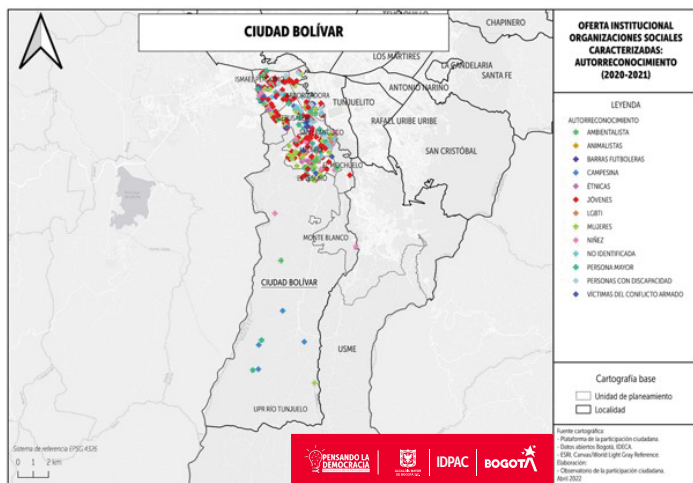 CIUDAD BOLÍVAR
CHAPINERO
LOS MÁRTIRES
LA CANDELARIA
SANTA FE
ANTONIO NARIÑO
TUNJUELITO
RAFAEL URIBE URIBE
SAN CRISTÓBAL
MONTE BLANCO
CIUDAD BOLÍVAR
USME
UPR RÍO TUNJUELO
Sistema de referencia EPSG 4326
0 1 2 km
PENSANDO LA
DEMOCRACIA
IDPAC
BOGOTÁ
OFERTA INSTITUCIONAL
ORGANIZACIONES SOCIALES
CARACTERIZADAS:
AUTORRECONOCIMIENTO
(2020-2021)
LEYENDA
AUTORRECONOCIMIENTO
AMBIENTALISTA
ANIMALISTAS
BARRAS FUTBOLERAS
CAMPESINA
ÉTNICAS
JÓVENES
LGBTI
MUJERES
NIÑEZ
NO IDENTIFICADA
PERSONA MAYOR
PERSONAS CON DISCAPACIDAD
VÍCTIMAS DEL CONFLICTO ARMADO
Cartografía base
Unidad de planeamiento
Localidad
Fuente cartográfica:
- Plataforma de la participación ciudadana.
- Datos abiertos Bogotá, IDECA.
- ESRI, Canvas/World Light Gray Reference.
Elaboración:
- Observatorio de la participación ciudadana.
Abril 2022